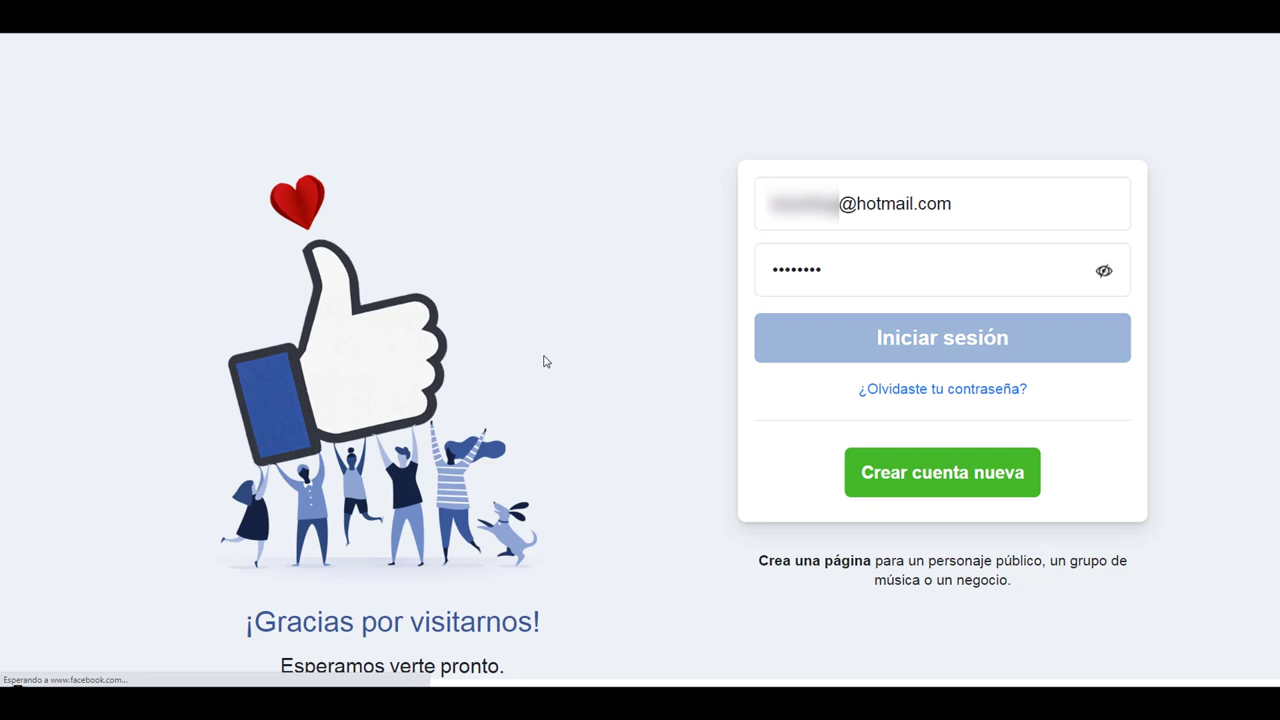 @hotmail.com
••••••••
Iniciar sesión
¿Olvidaste tu contraseña?
Crear cuenta nueva
Crea una página para un personaje público, un grupo de
música o un negocio.
¡Gracias por visitarnos!
Esperamos verte pronto.
Esperando a www.facebook.com...